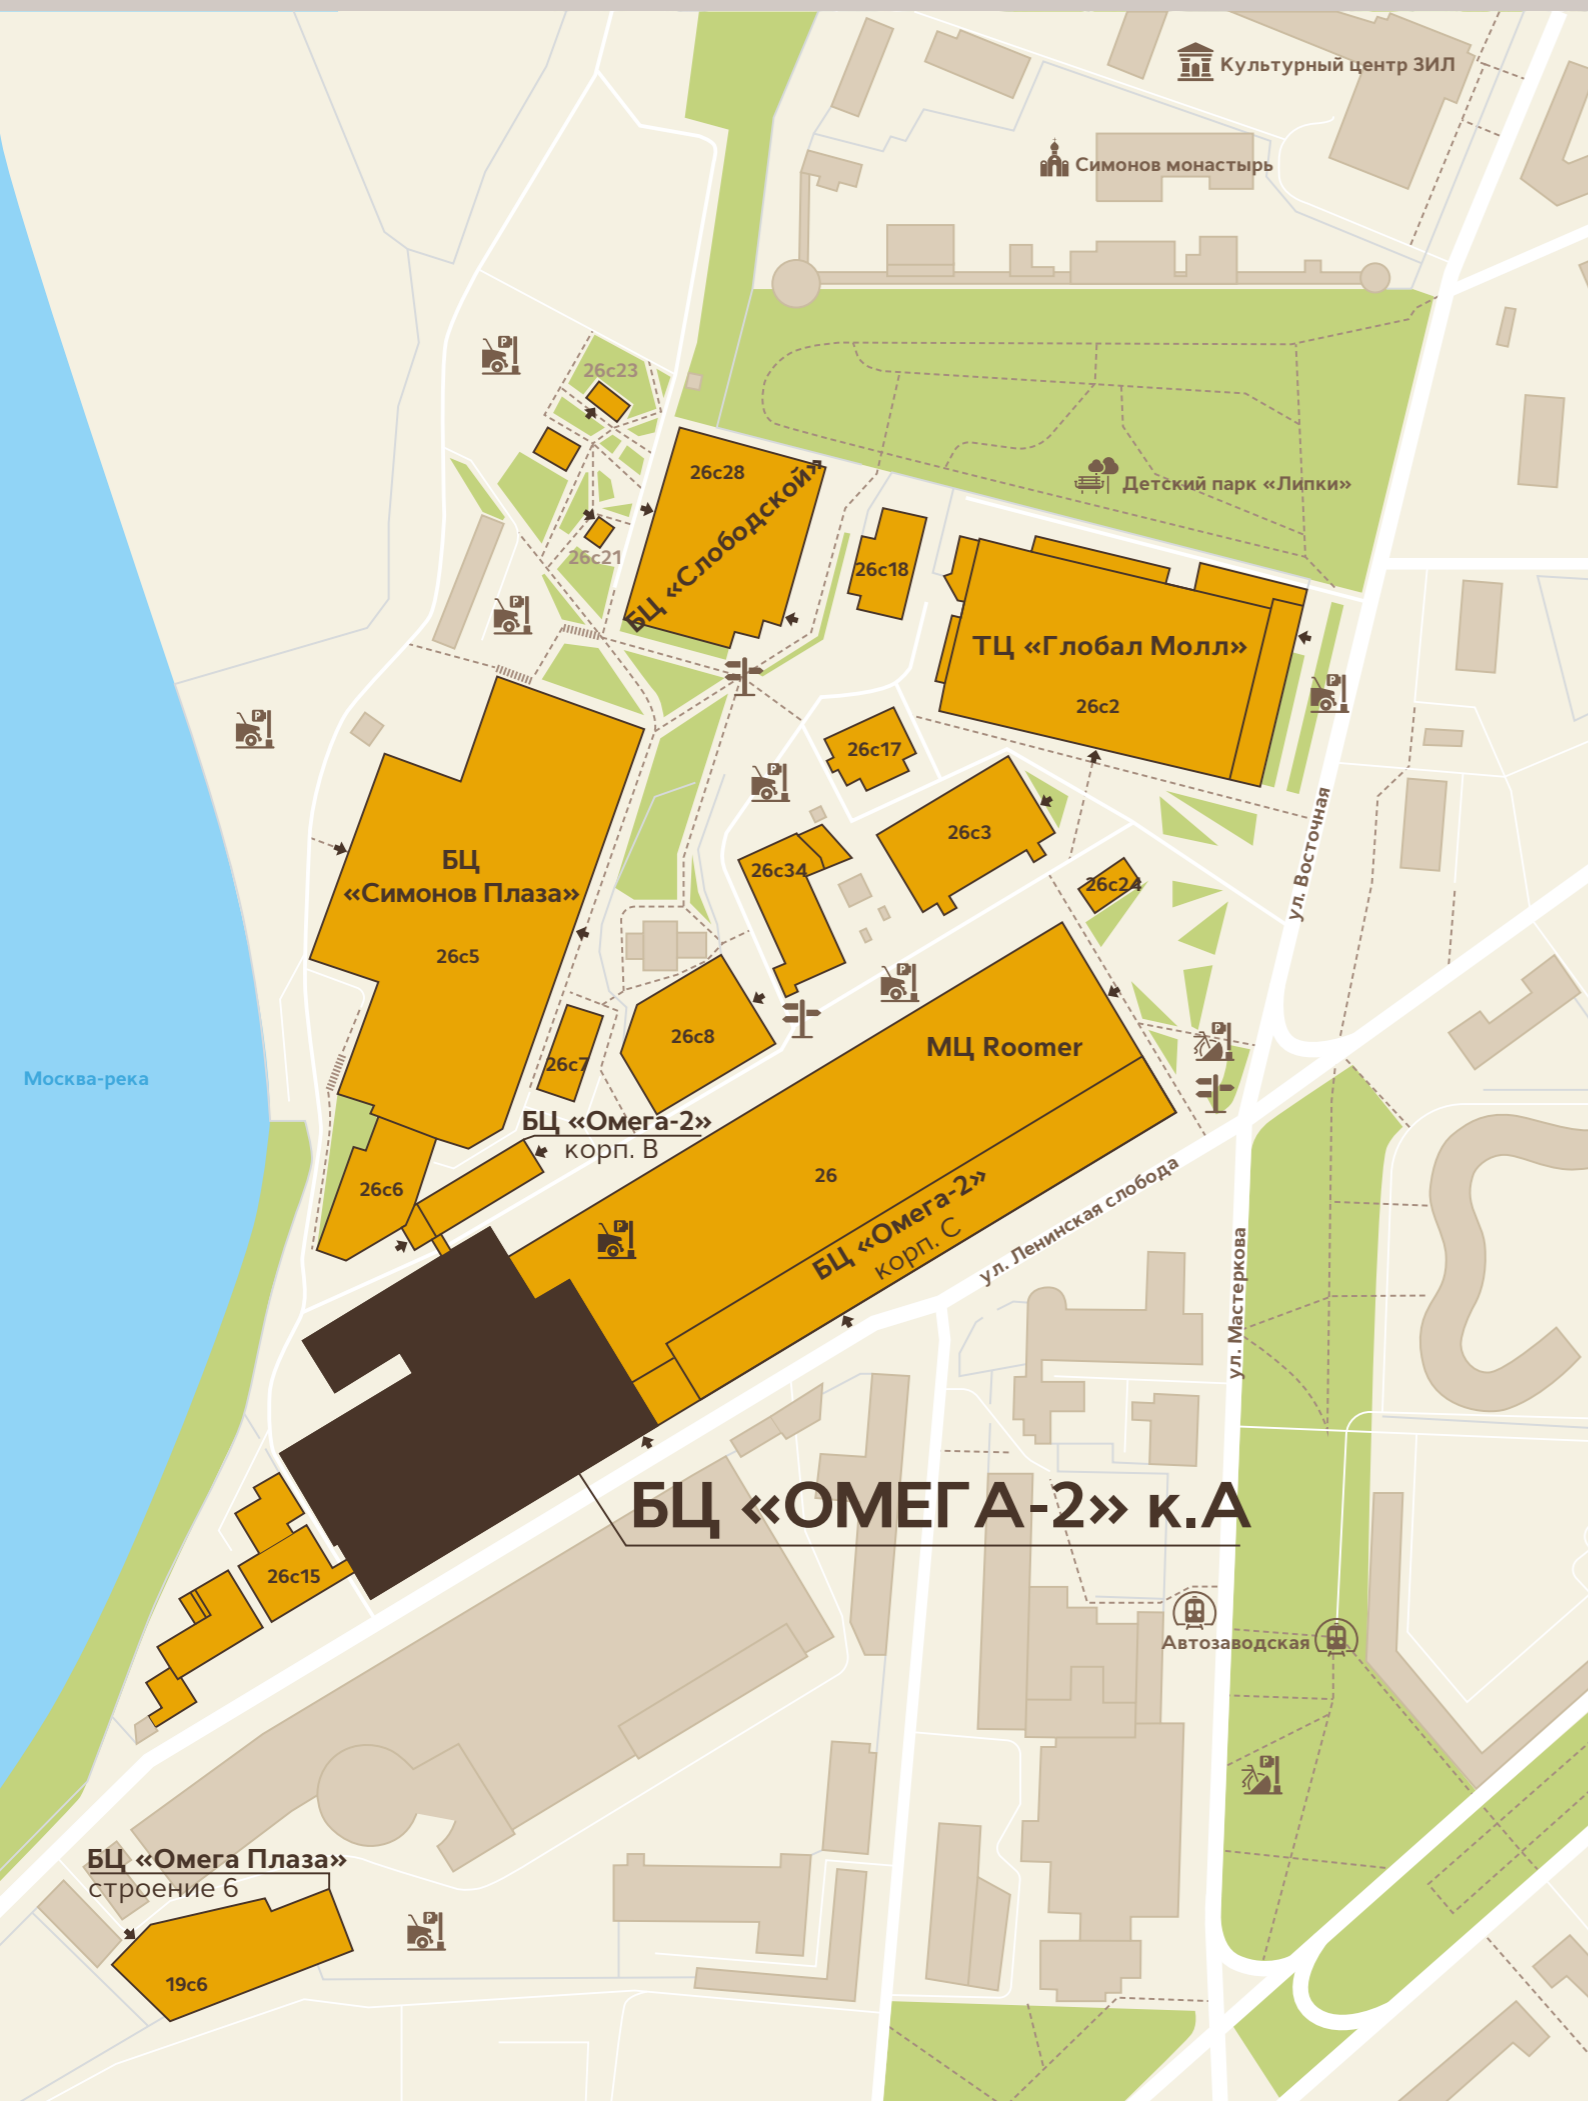 Культурный центр ЗИЛ
Симонов монастырь
26с23
26с28
БЦ «Слободской»
Детский парк «Липки»
26с21
26с18
ТЦ «Глобал Молл»
26с2
26с17
26с3
БЦ
«Симонов Плаза»
26с5
26с34
26с24
ул. Восточная
26с8
МЦ Roomer
26с7
Москва-река
БЦ «Омега-2»
корп. В
26с6
26
БЦ «Омега-2»
корп. С
ул. Ленинская слобода
ул. Мастеркова
БЦ «ОМЕГА-2» к.А
26с15
Автозаводская
БЦ «Омега Плаза»
строение 6
19с6
P
P
P
P
P
P
P
P
P
P